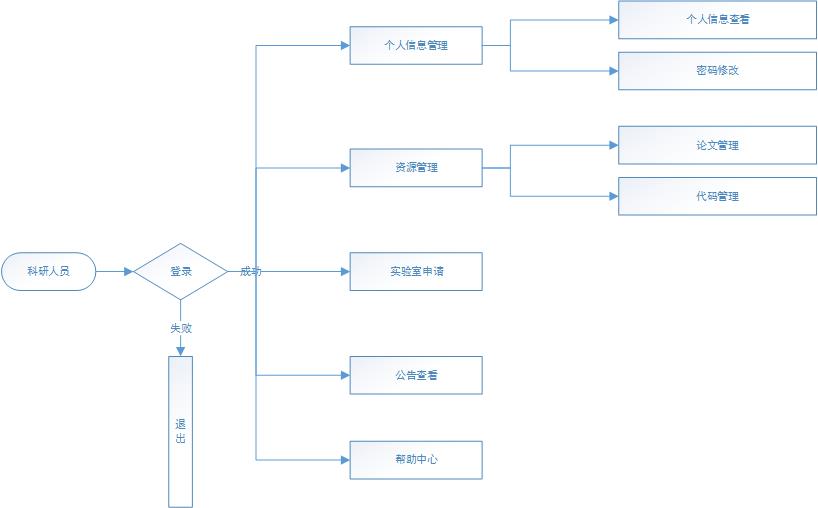 个人信息管理
个人信息查看
密码修改
资源管理
论文管理
代码管理
科研人员
登录
成功
实验室申请
失败
公告查看
退
出
帮助中心